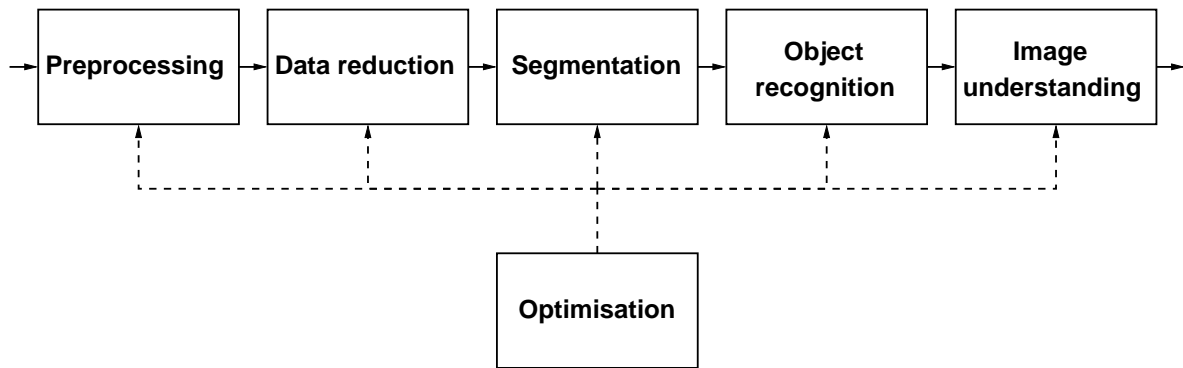 Preprocessing
Data reduction
Segmentation
Object
recognition
Image
understanding
Optimisation